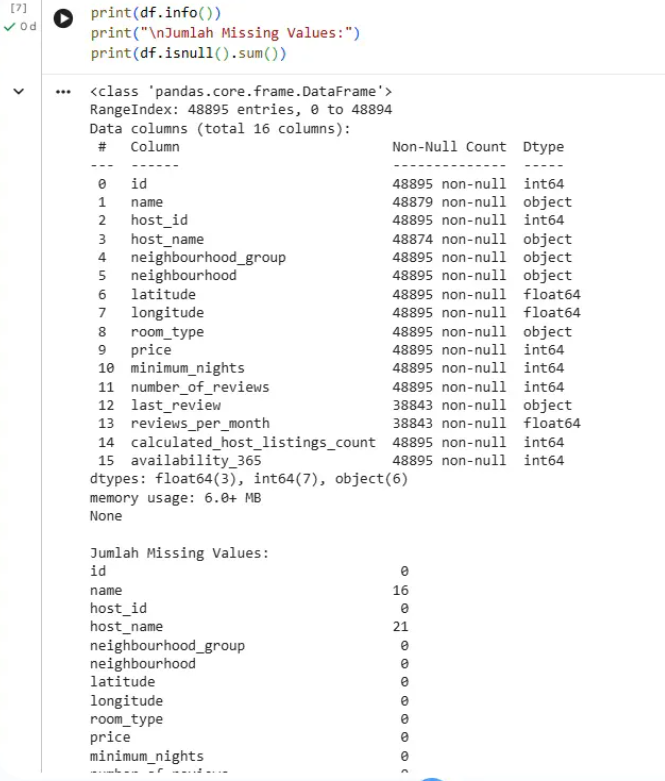 [7]
0 d
print(df.info())
print("\nJumlah Missing Values:")
print(df.isnull().sum())
<class 'pandas.core.frame.DataFrame'>
RangeIndex: 48895 entries, 0 to 48894
Data columns (total 16 columns):
 #   Column                          Non-Null Count  Dtype
---  ------                          --------------  -----
 0   id                              48895 non-null  int64
 1   name                            48879 non-null  object
 2   host_id                         48895 non-null  int64
 3   host_name                       48874 non-null  object
 4   neighbourhood_group             48895 non-null  object
 5   neighbourhood                   48895 non-null  object
 6   latitude                        48895 non-null  float64
 7   longitude                       48895 non-null  float64
 8   room_type                       48895 non-null  object
 9   price                           48895 non-null  int64
 10  minimum_nights                  48895 non-null  int64
 11  number_of_reviews               48895 non-null  int64
 12  last_review                     38843 non-null  object
 13  reviews_per_month               38843 non-null  float64
 14  calculated_host_listings_count  48895 non-null  int64
 15  availability_365                48895 non-null  int64
dtypes: float64(3), int64(7), object(6)
memory usage: 6.0+ MB
None
Jumlah Missing Values:
id                                 0
name                              16
host_id                            0
host_name                         21
neighbourhood_group                0
neighbourhood                      0
latitude                           0
longitude                          0
room_type                          0
price                              0
minimum_nights                     0